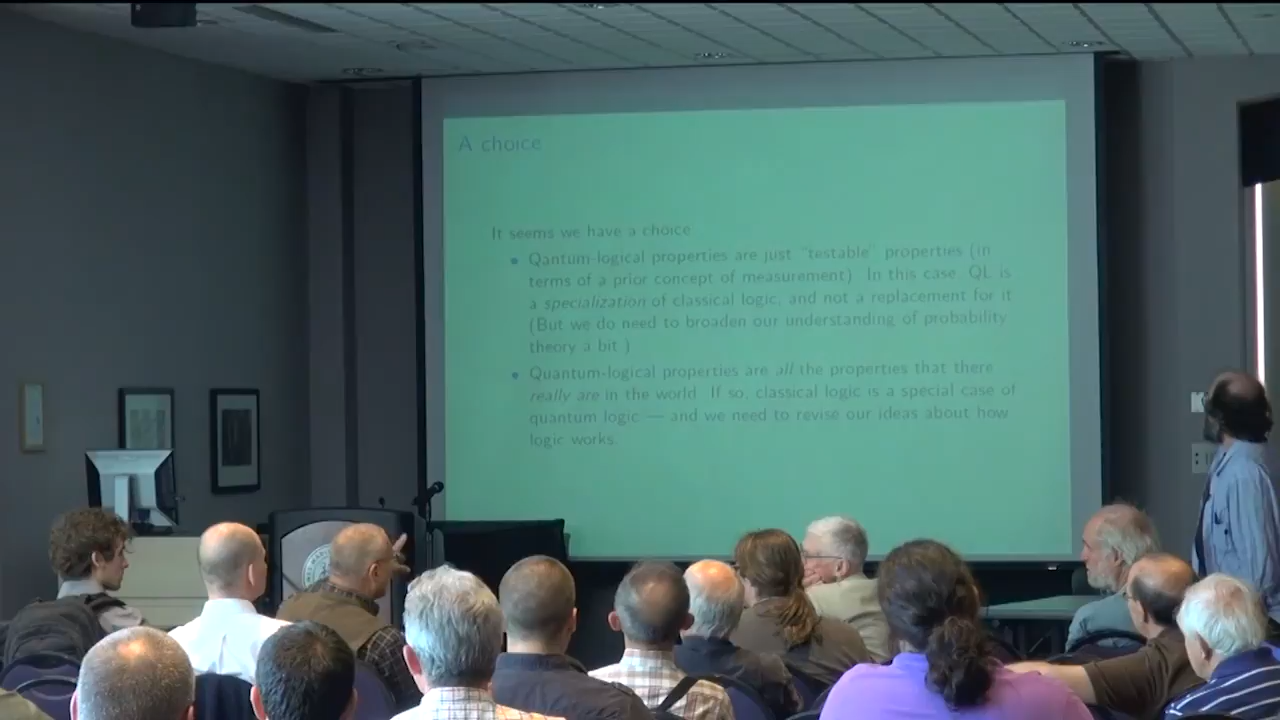 A choice
It seems we have a choice
• Qantum-logical properties are just "testable" properties (in
terms of a prior concept of measurement). In this case, QL is
a specialization of classical logic, and not a replacement for it
(But we do need to broaden our understanding of probability
theory a bit.)
• Quantum-logical properties are all the properties that there
really are in the world. If so, classical logic is a special case of
quantum logic — and we need to revise our ideas about how
logic works.